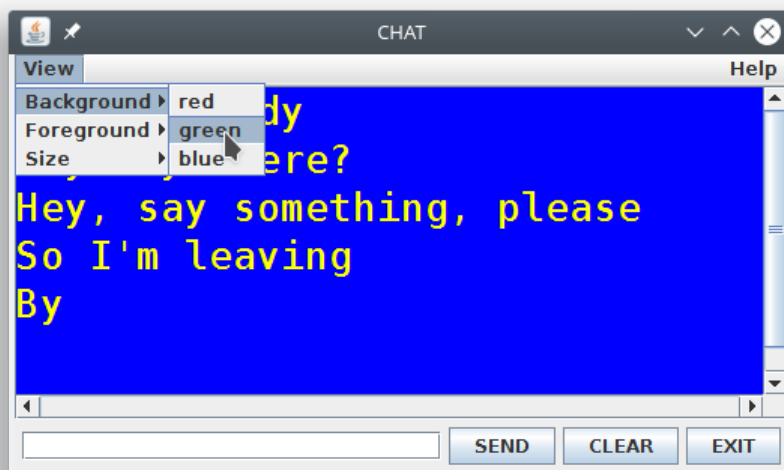 CHAT
View Help
Background red
Foreground green
Size blue
dy
ere?
Hey, say something, please
So I'm leaving
By
SEND CLEAR EXIT